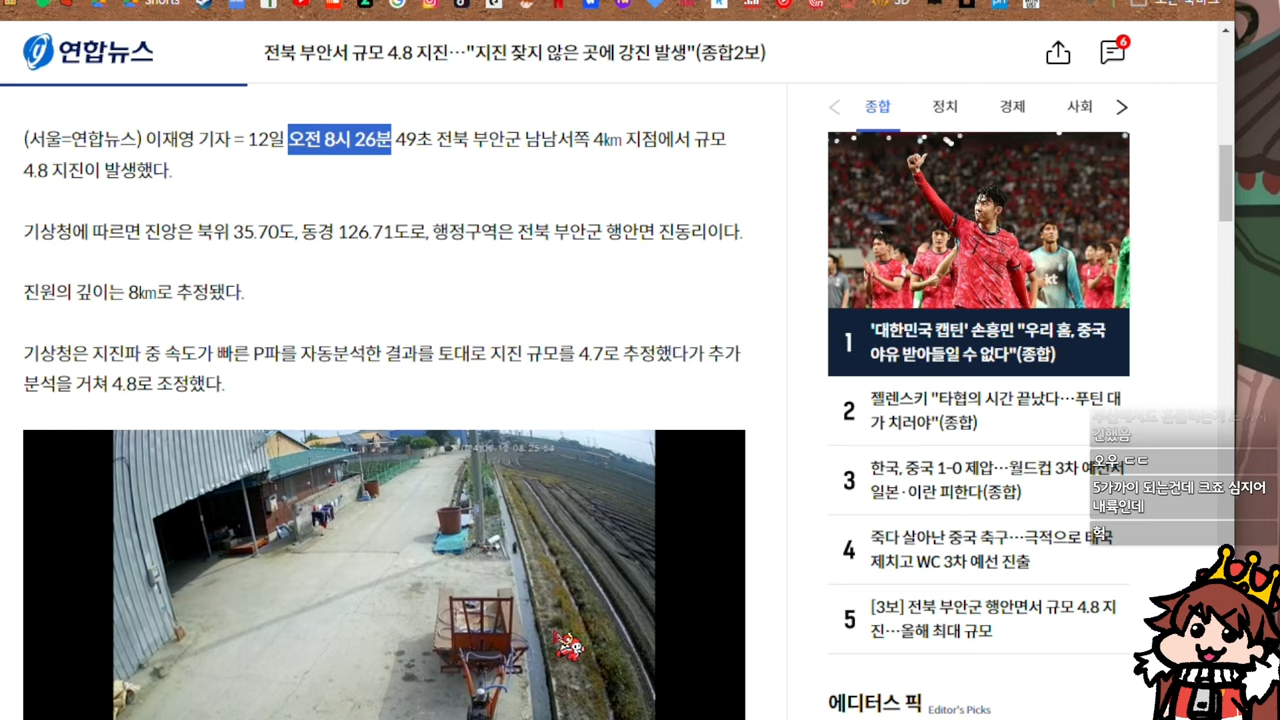 Shorts
연합뉴스
전북 부안서 규모 4.8 지진…"지진 잦지 않은 곳에 강진 발생"(종합2보)
6
(서울=연합뉴스) 이재영 기자 = 12일 오전 8시 26분 49초 전북 부안군 남남서쪽 4㎞ 지점에서 규모
4.8 지진이 발생했다.
기상청에 따르면 진앙은 북위 35.70도, 동경 126.71도로, 행정구역은 전북 부안군 행안면 진동리이다.
진원의 깊이는 8㎞로 추정됐다.
기상청은 지진파 중 속도가 빠른 P파를 자동분석한 결과를 토대로 지진 규모를 4.7로 추정했다가 추가
분석을 거쳐 4.8로 조정했다.
08:25:54
종합 정치 경제 사회
kt
1 '대한민국 캡틴' 손흥민 "우리 홈, 중국
야유 받아들일 수 없다"(종합)
2 젤렌스키 "타협의 시간 끝났다…푸틴 대
가 치러야"(종합)
3 한국, 중국 1-0 제압…월드컵 3차 예선서
일본·이란 피한다(종합)
4 죽다 살아난 중국 축구…극적으로 태국
제치고 WC 3차 예선 진출
5 [3보] 전북 부안군 행안면서 규모 4.8 지
진…올해 최대 규모
에디터스 픽 Editor's Picks
긴했음
오우 ㄷㄷ
5가까이 되는건데 크죠 심지어
내륙인데
헐